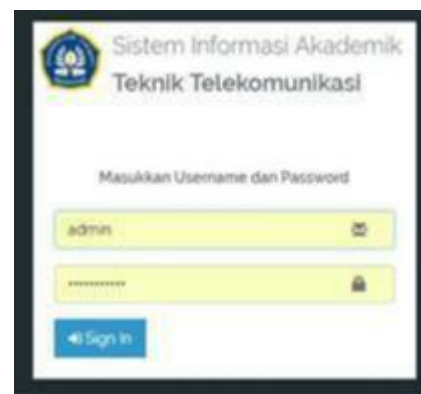 Sistem Informasi Akademik
Teknik Telekomunikasi
Masukkan Username dan Password
admin
Sign In